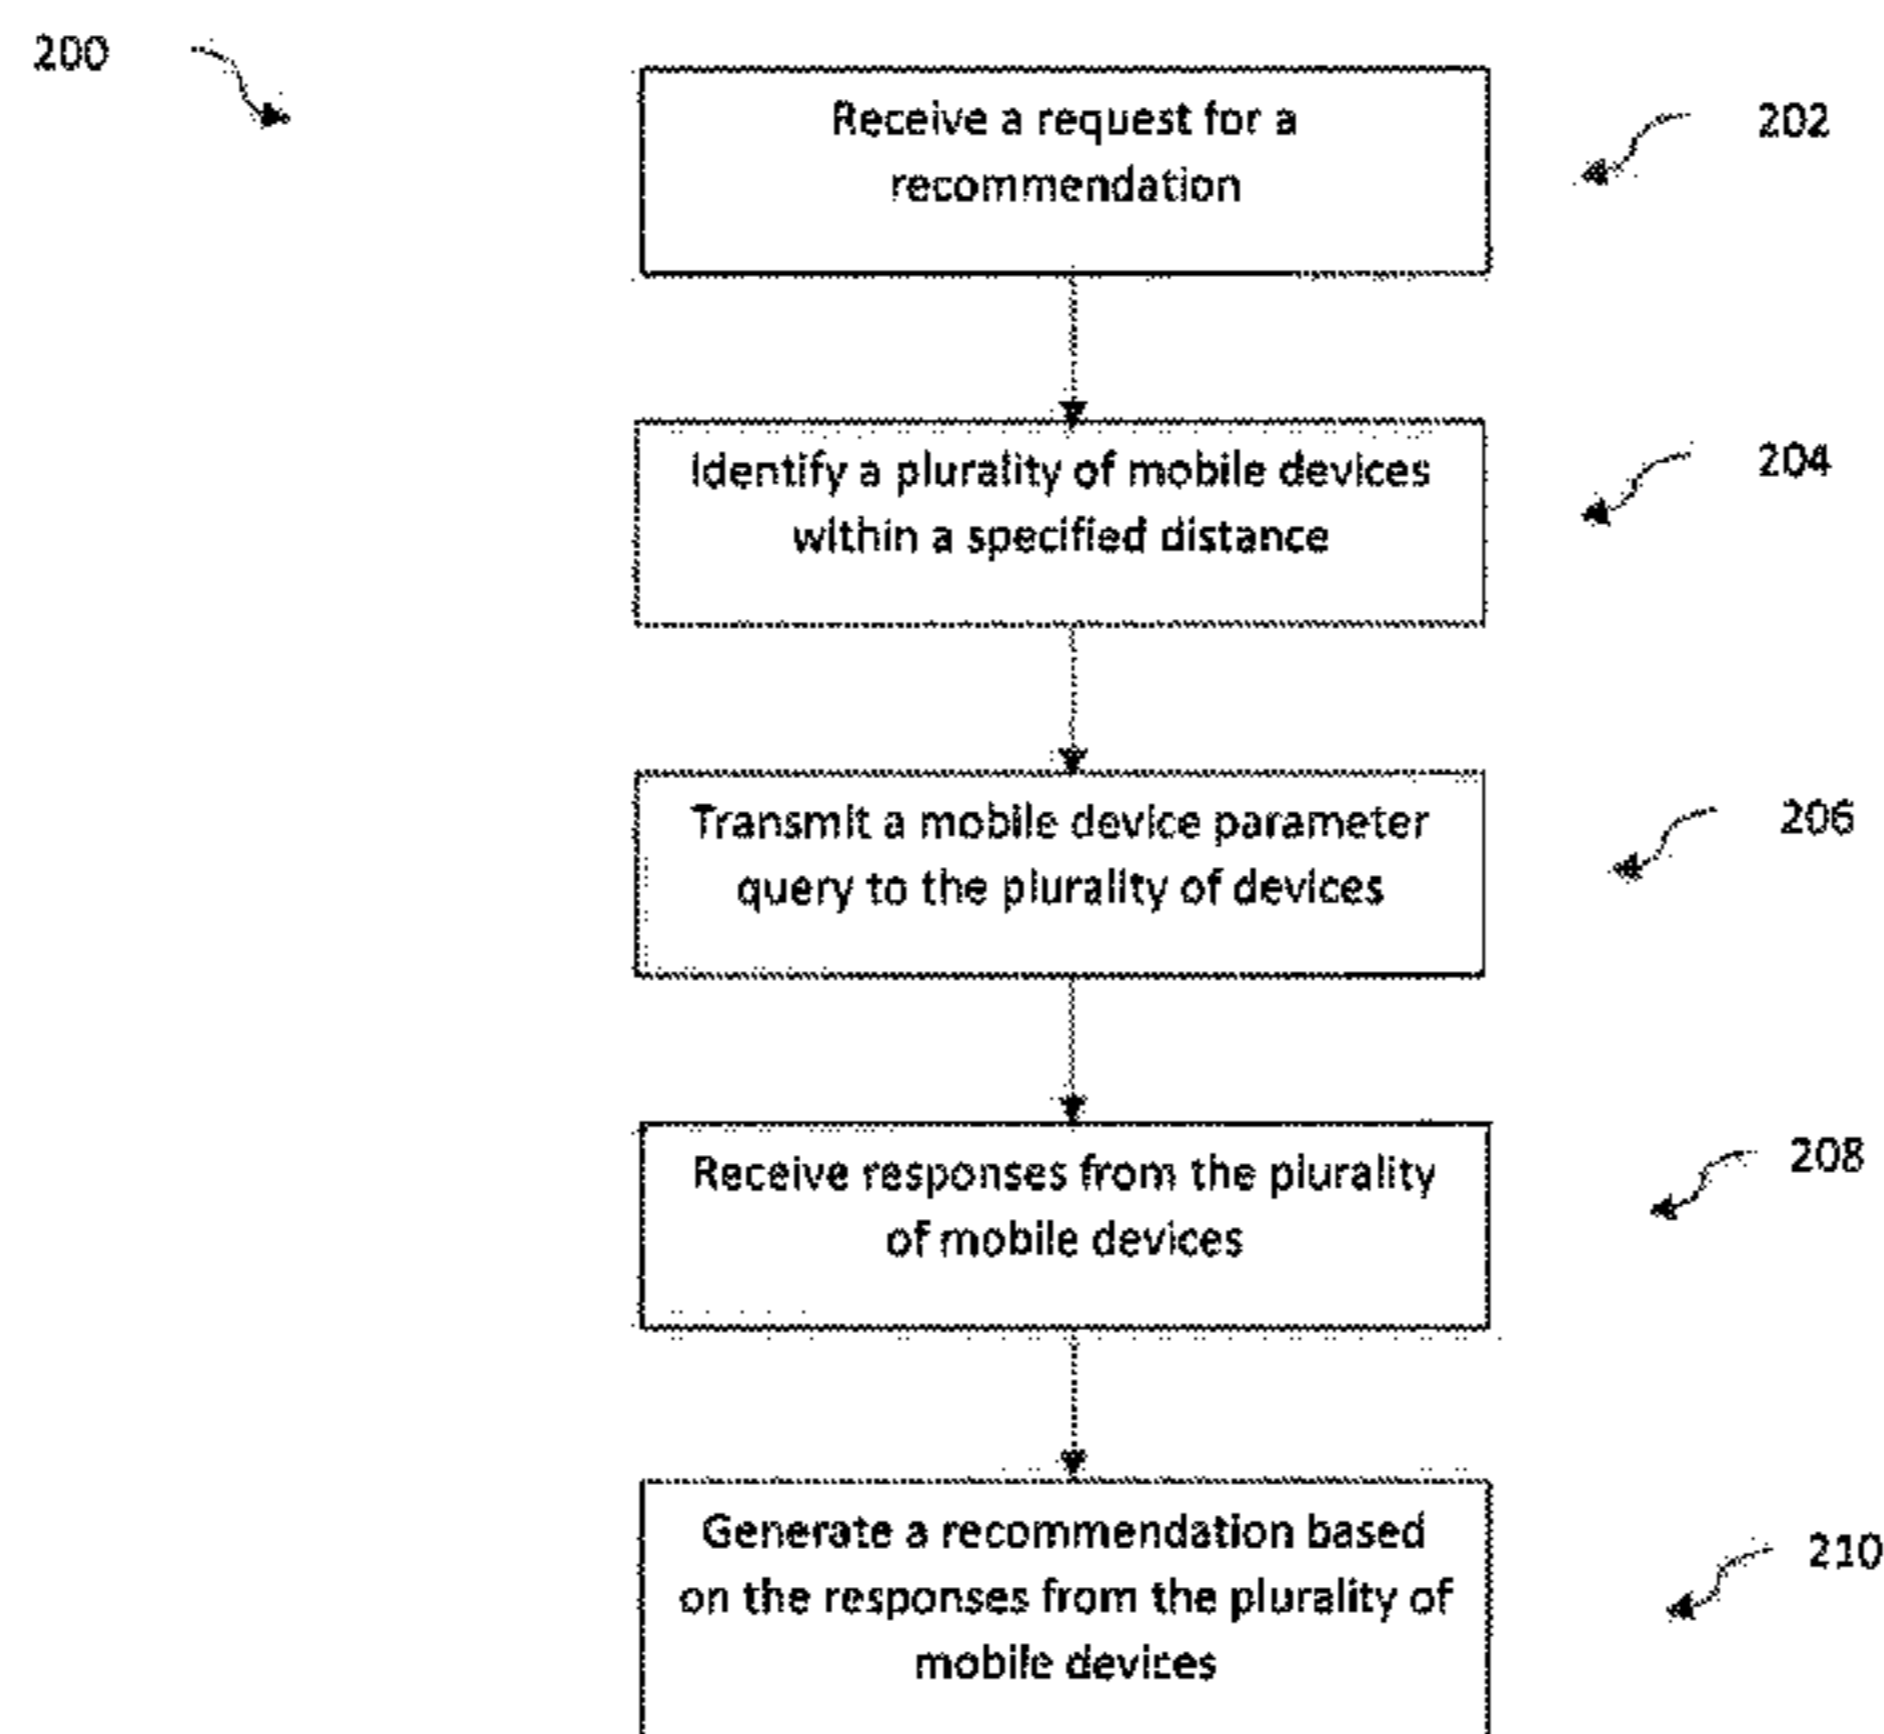 200
Receive a request for a
recommendation
202
Identify a plurality of mobile devices
within a specified distance
204
Transmit a mobile device parameter
query to the plurality of devices
206
Receive responses from the plurality
of mobile devices
208
Generate a recommendation based
on the responses from the plurality of
mobile devices
210